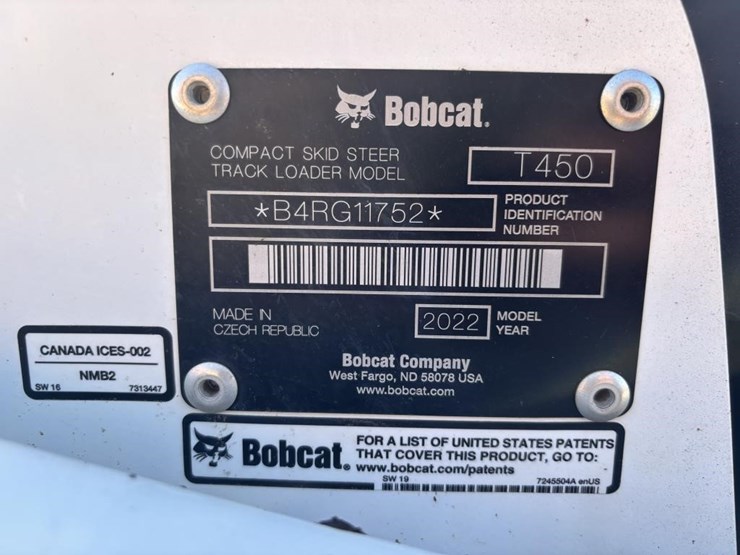 Bobcat.
COMPACT SKID STEER
TRACK LOADER MODEL
T450
*B4RG11752*
PRODUCT
IDENTIFICATION
NUMBER
MADE IN
CZECH REPUBLIC
2022
MODEL
YEAR
Bobcat Company
West Fargo, ND 58078 USA
www.bobcat.com
CANADA ICES-002
NMB2
SW 16 7313447
Bobcat.
FOR A LIST OF UNITED STATES PATENTS
THAT COVER THIS PRODUCT, GO TO:
www.bobcat.com/patents
SW 19 7245504A enUS